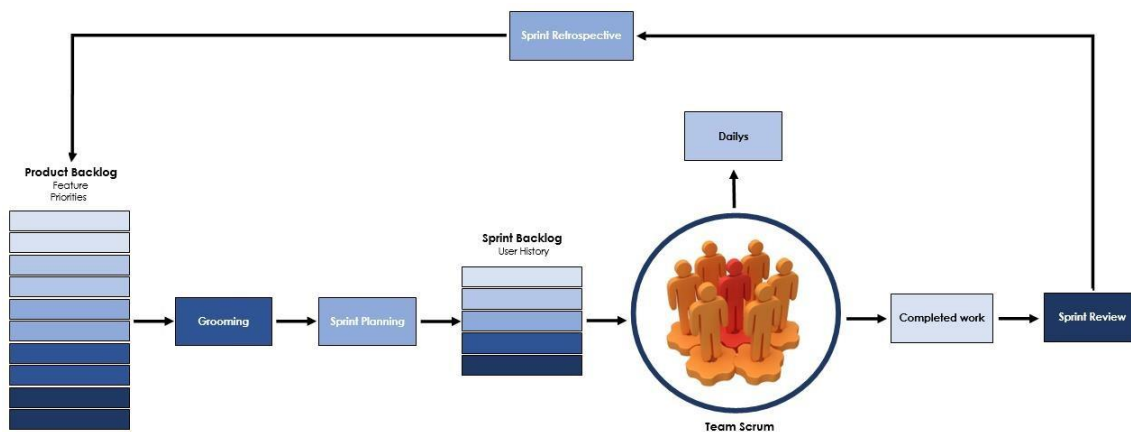 Sprint Retrospective
Dailys
Product Backlog
Feature
Priorities
Sprint Backlog
User History
Grooming
Sprint Planning
Completed work
Sprint Review
Team Scrum